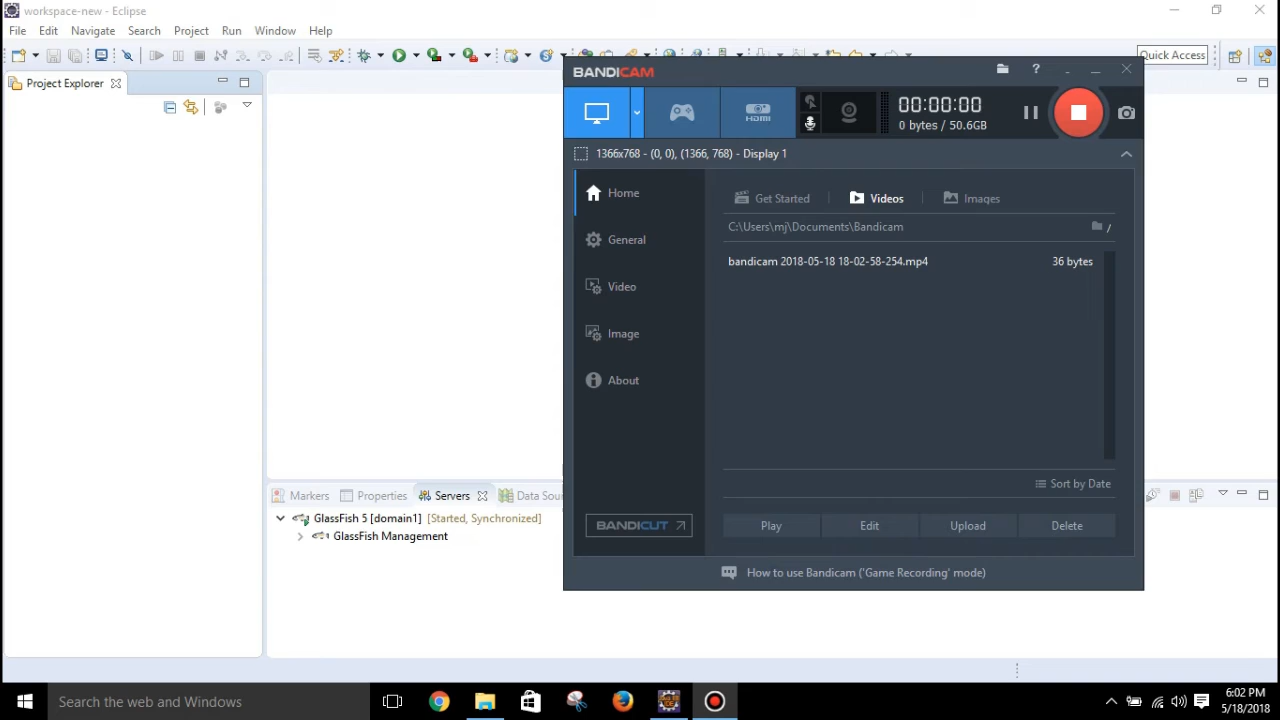 workspace-new - Eclipse
File Edit Navigate Search Project Run Window Help
Quick Access
Project Explorer
BANDICAM
?
HDMI
00:00:00
0 bytes / 50.6GB
1366x768 - (0, 0), (1366, 768) - Display 1
Home
General
Video
Image
About
BANDICUT
Get Started Videos Images
C:\Users\mj\Documents\Bandicam
/
bandicam 2018-05-18 18-02-58-254.mp4 36 bytes
Sort by Date
Play Edit Upload Delete
How to use Bandicam ('Game Recording' mode)
Markers Properties Servers Data Sou
GlassFish 5 [domain1] [Started, Synchronized]
GlassFish Management
Search the web and Windows
6:02 PM
5/18/2018